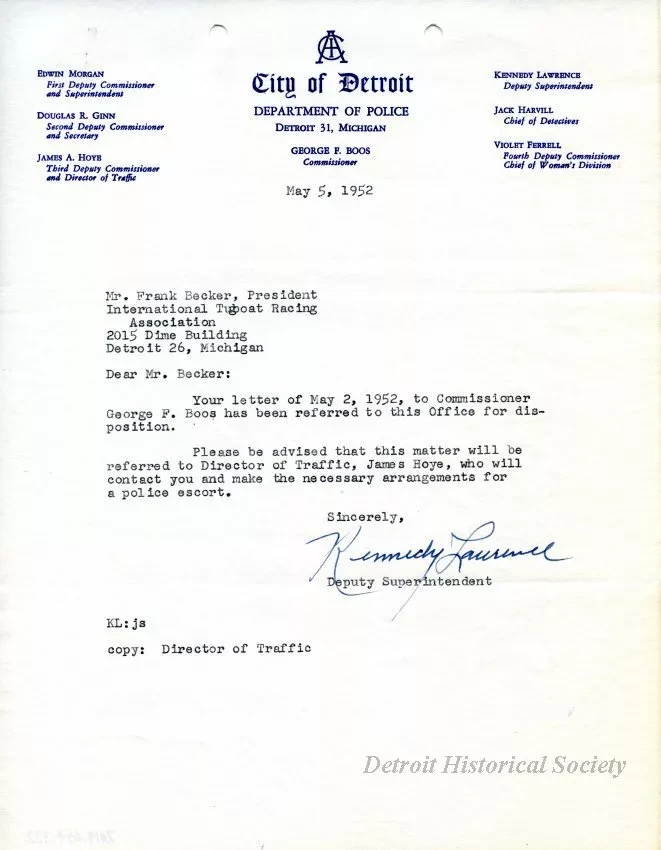 Edwin Morgan
First Deputy Commissioner
and Superintendent
Douglas R. Ginn
Second Deputy Commissioner
and Secretary
James A. Hoye
Third Deputy Commissioner
and Director of Traffic
City of Detroit
DEPARTMENT OF POLICE
Detroit 31, Michigan
GEORGE F. BOOS
Commissioner
Kennedy Lawrence
Deputy Superintendent
Jack Harvill
Chief of Detectives
Violet Ferrell
Fourth Deputy Commissioner
Chief of Woman's Division
May 5, 1952
Mr. Frank Becker, President
International Tugboat Racing
Association
2015 Dime Building
Detroit 26, Michigan
Dear Mr. Becker:
Your letter of May 2, 1952, to Commissioner
George F. Boos has been referred to this Office for dis-
position.
Please be advised that this matter will be
referred to Director of Traffic, James Hoye, who will
contact you and make the necessary arrangements for
a police escort.
Sincerely,
Kennedy Lawrence
Deputy Superintendent
KL:js
copy: Director of Traffic
Detroit Historical Society